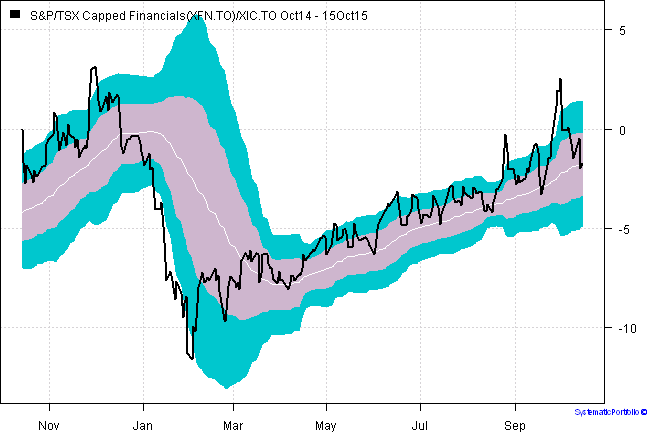 S&P/TSX Capped Financials(XFN.TO)/XIC.TO Oct14 - 15Oct15
5
0
-5
-10
SystematicPortfolio ©
Nov Jan Mar May Jul Sep